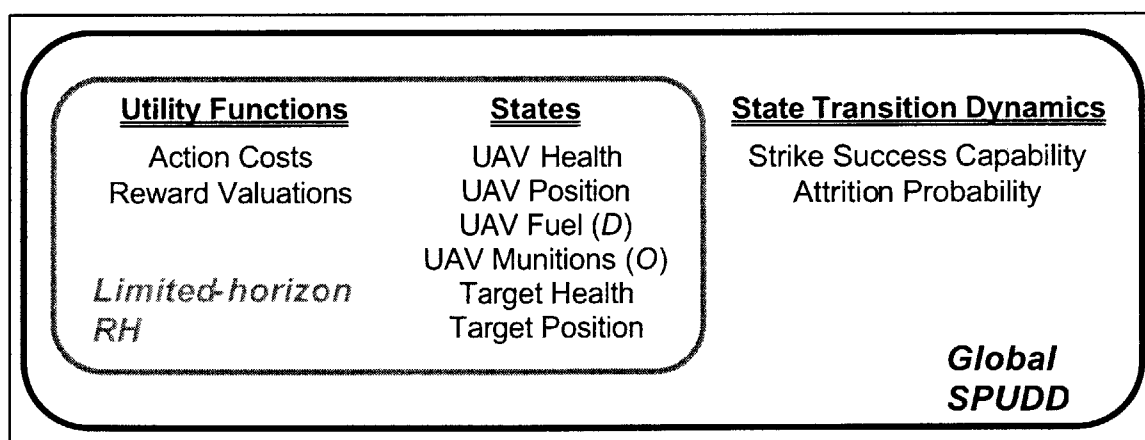 Utility Functions
Action Costs
Reward Valuations
Limited-horizon
RH
States
UAV Health
UAV Position
UAV Fuel (D)
UAV Munitions (O)
Target Health
Target Position
State Transition Dynamics
Strike Success Capability
Attrition Probability
Global
SPUDD